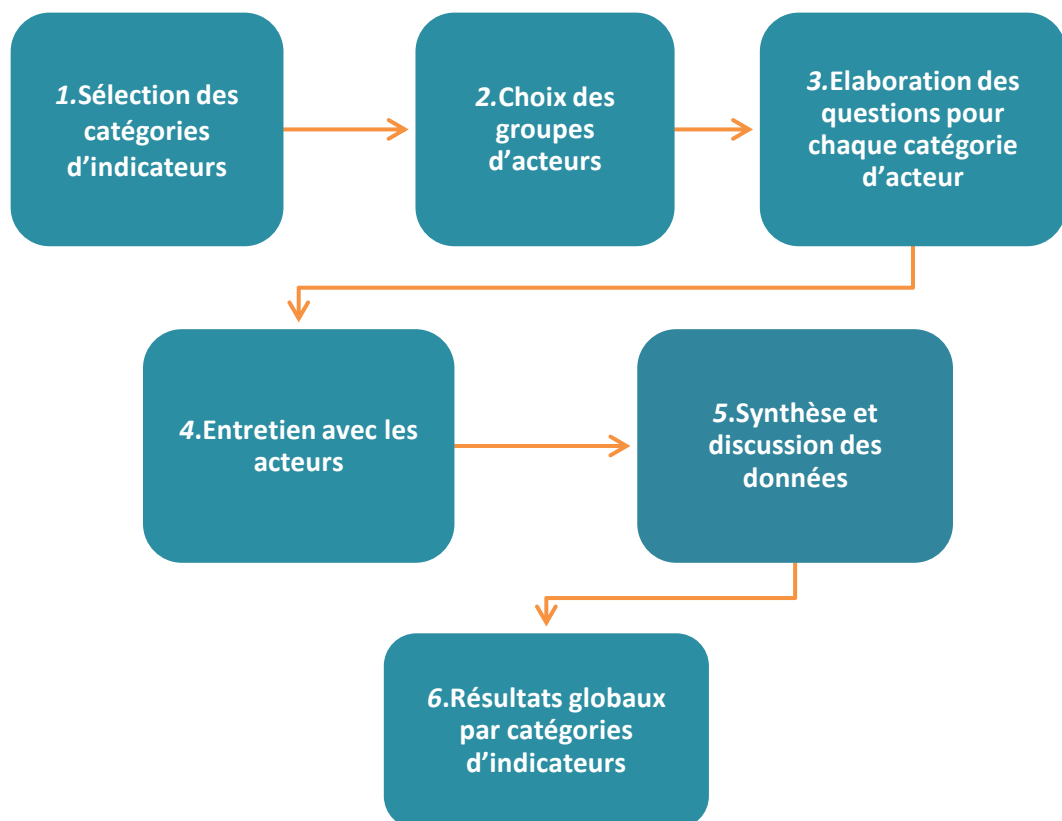 1.Sélection des
catégories
d’indicateurs
2.Choix des
groupes
d’acteurs
3.Elaboration des
questions pour
chaque catégorie
d’acteur
4.Entretien avec les
acteurs
5.Synthèse et
discussion des
données
6.Résultats globaux
par catégories
d’indicateurs